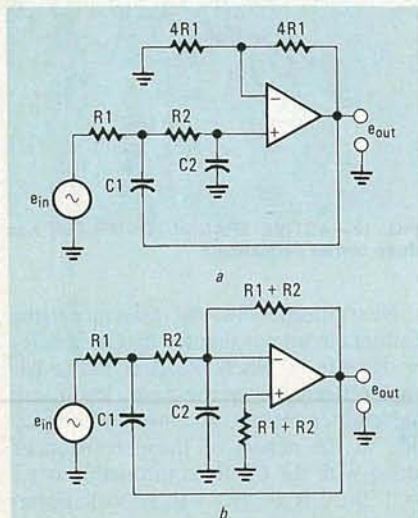 4R1 4R1
R1 R2
−
+
eout
ein
C1
C2
a
R1 + R2
R1 R2
−
+
eout
ein
C1
C2
R1 + R2
b